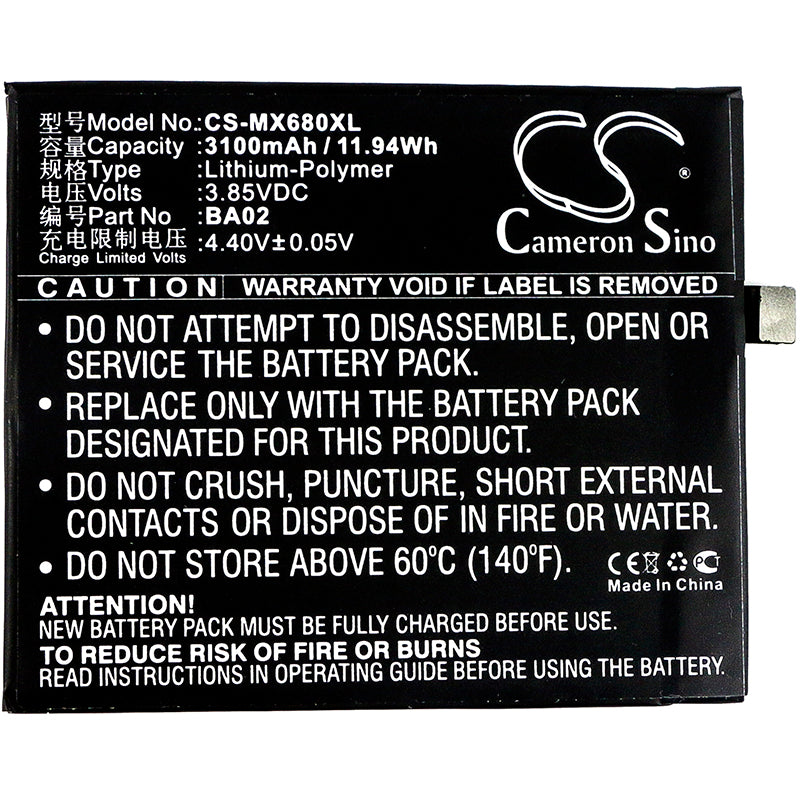 型号Model No.:CS-MX680XL
容量Capacity :3100mAh / 11.94Wh
规格Type :Lithium-Polymer
电压Volts :3.85VDC
编号Part No :BA02
充电限制电压:4.40V±0.05V
Charge Limited Volts
CS
®
Cameron Sino
CAUTION WARRANTY VOID IF LABEL IS REMOVED
• DO NOT ATTEMPT TO DISASSEMBLE, OPEN OR
SERVICE THE BATTERY PACK.
• REPLACE ONLY WITH THE BATTERY PACK
DESIGNATED FOR THIS PRODUCT.
• DO NOT CRUSH, PUNCTURE, SHORT EXTERNAL
CONTACTS OR DISPOSE OF IN FIRE OR WATER.
• DO NOT STORE ABOVE 60°C (140°F).
CE PCT
Made In China
ATTENTION!
NEW BATTERY PACK MUST BE FULLY CHARGED BEFORE USE.
TO REDUCE RISK OF FIRE OR BURNS
FOLLOW INSTRUCTIONS IN OPERATING GUIDE/USER MANUAL.